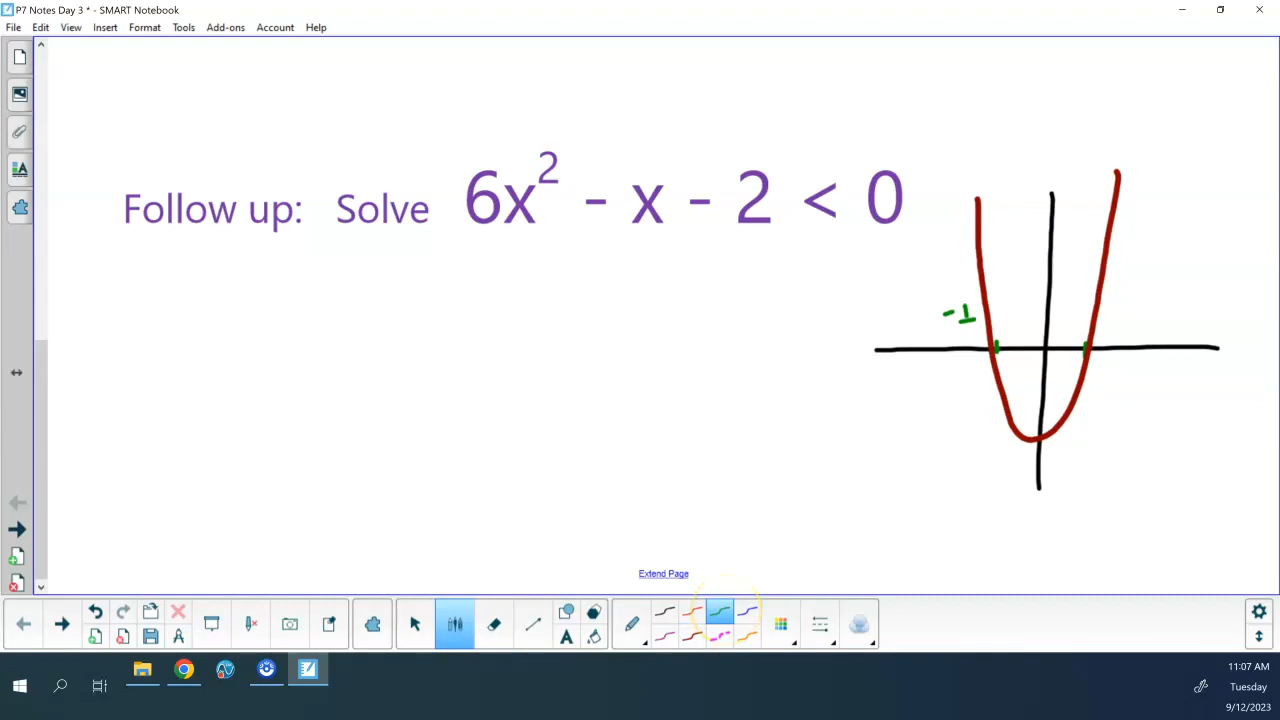 P7 Notes Day 3 * - SMART Notebook
File Edit View Insert Format Tools Add-ons Account Help
Follow up: Solve 6x² - x - 2 < 0
-1
Extend Page
11:07 AM
Tuesday
9/12/2023